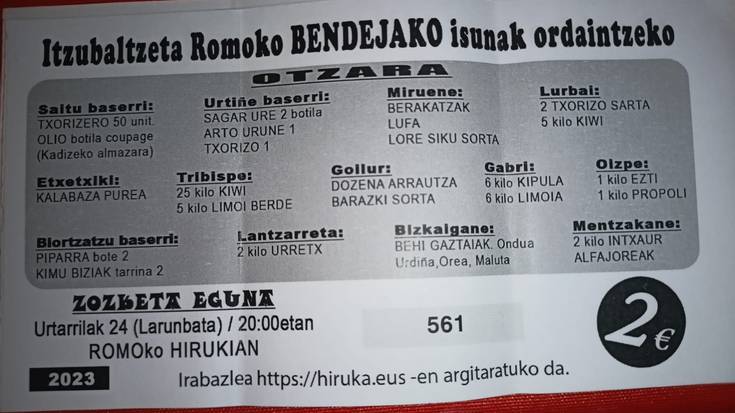 Itzubaltzeta Romoko BENDEJAKO isunak ordaintzeko
OTZARA
Saitu baserri:
TXORIZERO 50 unit.
OLIO botila coupage
(Kadizeko almazara)
Urtiñe baserri:
SAGAR URE 2 botila
ARTO URUNE 1
TXORIZO 1
Miruene:
BERAKATZAK
LUFA
LORE SIKU SORTA
Lurbai:
2 TXORIZO SARTA
5 kilo KIWI
Etxetxiki:
KALABAZA PUREA
Tribispe:
25 kilo KIWI
5 kilo LIMOI BERDE
Goilur:
DOZENA ARRAUTZA
BARAZKI SORTA
Gabri:
6 kilo KIPULA
6 kilo LIMOIA
Oizpe:
1 kilo EZTI
1 kilo PROPOLI
Biortzatzu baserri:
PIPARRA bote 2
KIMU BIZIAK tarrina 2
Lantzarreta:
2 kilo URRETX
Bizkaigane:
BEHI GAZTAIAK. Ondua
Urdiña,Orea, Maluta
Mentzakane:
2 kilo INTXAUR
ALFAJOREAK
ZOZKETA EGUNA
Urtarrilak 24 (Larunbata) / 20:00etan
ROMOko HIRUKIAN
561
2€
2023
Irabazlea https://hiruka.eus -en argitaratuko da.